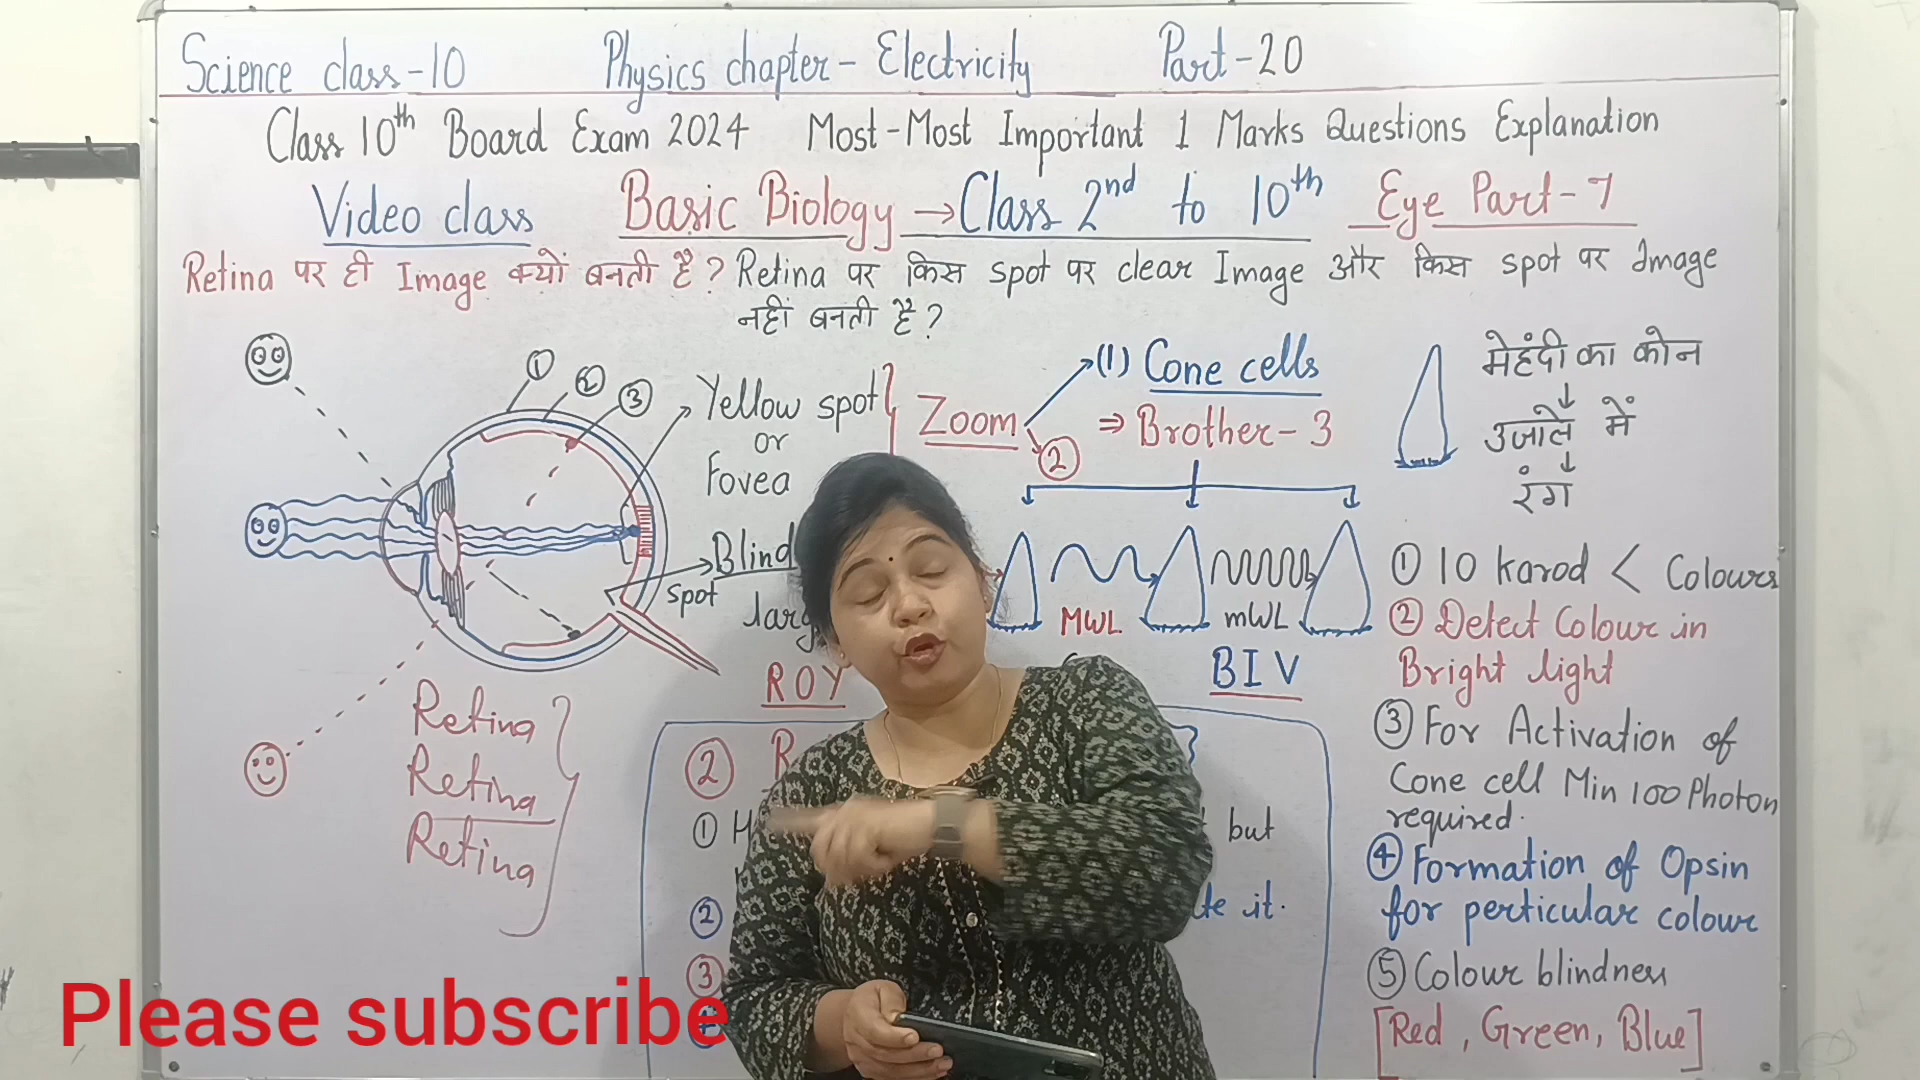 Science class-10 Physics chapter- Electricity Part-20
Class 10th Board Exam 2024 Most-Most Important 1 Marks Questions Explanation
Video class Basic Biology → Class 2nd to 10th Eye Part-7
Retina पर ही Image क्यों बनती है? Retina पर किस spot पर clear Image और किस spot पर Image
नहीं बनती है?
1
2
3
Yellow spot
or
Fovea
Blind
spot
Zoom
(1) Cone cells
⇒ Brother-3
2
मेहंदी का कोन
↓
उजाले में
↓
रंग
MWL
mWL
ROY
BIV
Retina
Retina
Retina
2
1
but
2
it.
3
① 10 karod < Colours
② Detect Colour in
Bright light
③ For Activation of
Cone cell Min 100 Photon
required.
④ Formation of Opsin
for perticular colour
⑤ Colour blindness
[Red, Green, Blue]
Please subscribe